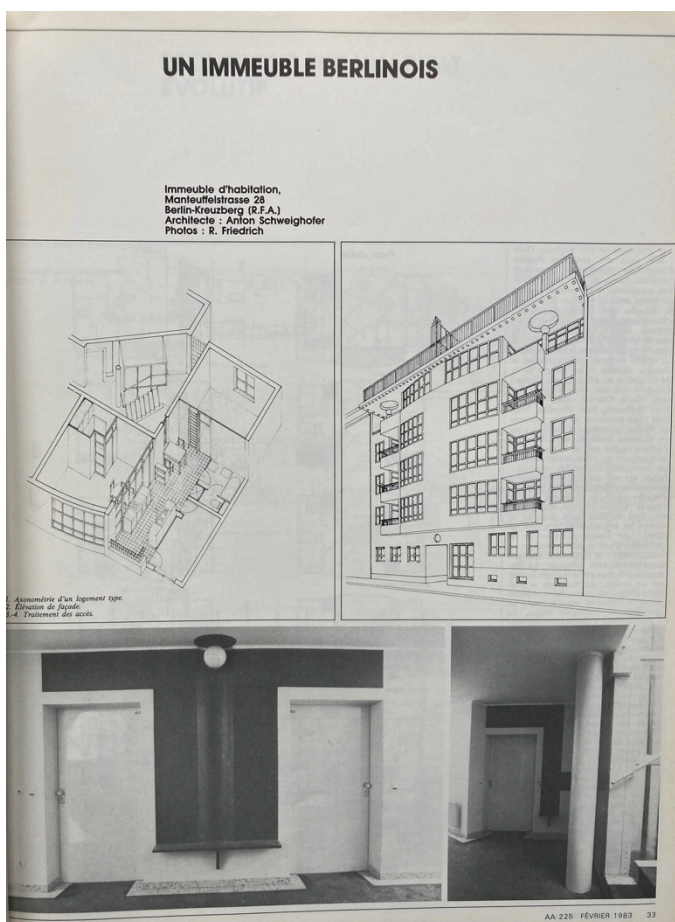 UN IMMEUBLE BERLINOIS
Immeuble d'habitation,
Manteuffelstrasse 28
Berlin-Kreuzberg (R.F.A.)
Architecte : Anton Schweighofer
Photos : R. Friedrich
1. Axonométrie d'un logement type.
2. Élévation de façade.
3.-4. Traitement des accès.
AA 225 FÉVRIER 1983 33